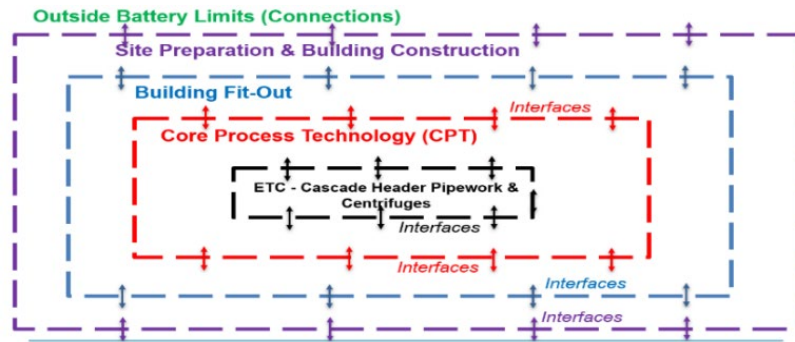 Outside Battery Limits (Connections)
Site Preparation & Building Construction
Building Fit-Out
Interfaces
Core Process Technology (CPT)
ETC - Cascade Header Pipework &
Centrifuges
Interfaces
Interfaces
Interfaces
Interfaces